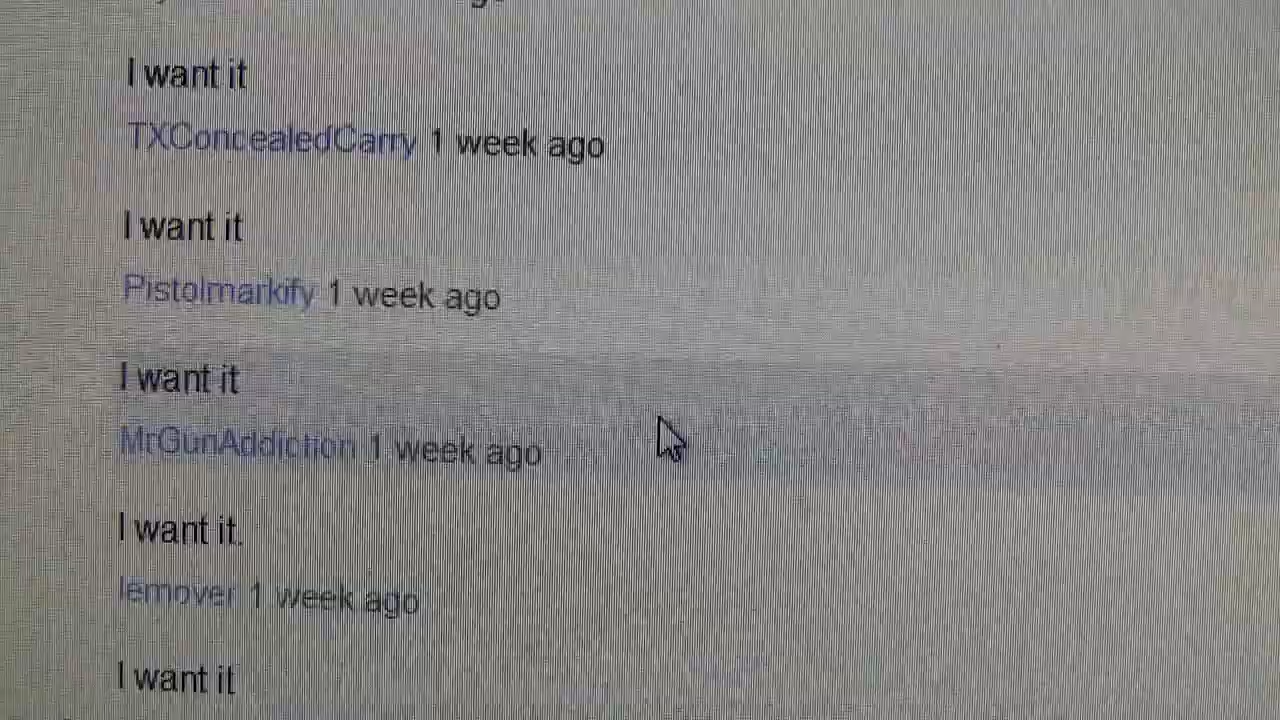 I want it
TXConcealedCarry 1 week ago
I want it
Pistolmarkify 1 week ago
I want it
MrGunAddiction 1 week ago
I want it.
lemover 1 week ago
I want it